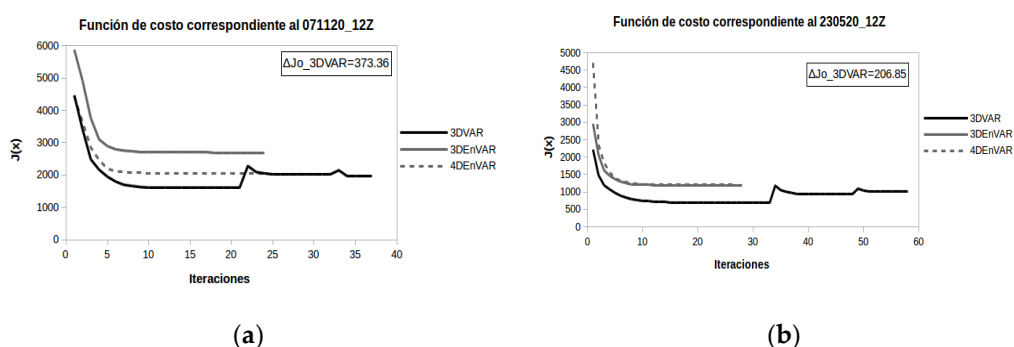 Función de costo correspondiente al 071120_12Z
6000
5000
4000
3000
2000
1000
0
J(x)
0 5 10 15 20 25 30 35 40
Iteraciones
ΔJo_3DVAR=373.36
3DVAR
3DEnVAR
4DEnVAR
(a)
Función de costo correspondiente al 230520_12Z
5000
4500
4000
3500
3000
2500
2000
1500
1000
500
0
J(x)
0 10 20 30 40 50 60
Iteraciones
ΔJo_3DVAR=206.85
3DVAR
3DEnVAR
4DEnVAR
(b)